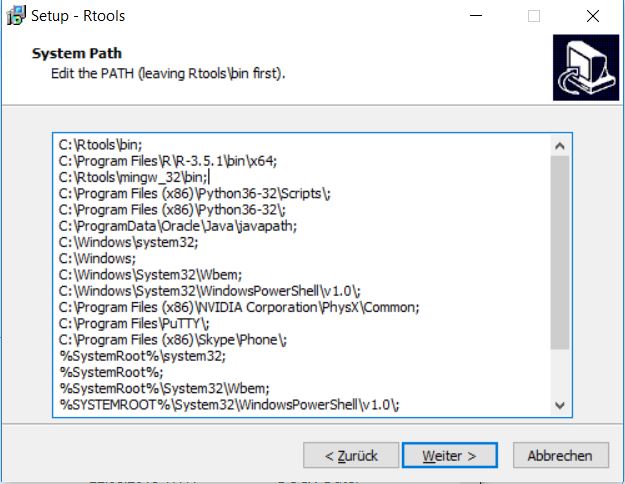 Setup - Rtools
System Path
Edit the PATH (leaving Rtools\bin first).
C:\Rtools\bin;
C:\Program Files\R\R-3.5.1\bin\x64;
C:\Rtools\mingw_32\bin;
C:\Program Files (x86)\Python36-32\Scripts\;
C:\Program Files (x86)\Python36-32\;
C:\ProgramData\Oracle\Java\javapath;
C:\Windows\system32;
C:\Windows;
C:\Windows\System32\Wbem;
C:\Windows\System32\WindowsPowerShell\v1.0\;
C:\Program Files (x86)\NVIDIA Corporation\PhysX\Common;
C:\Program Files\PuTTY\;
C:\Program Files (x86)\Skype\Phone\;
%SystemRoot%\system32;
%SystemRoot%;
%SystemRoot%\System32\Wbem;
%SYSTEMROOT%\System32\WindowsPowerShell\v1.0\;
< Zurück
Weiter >
Abbrechen